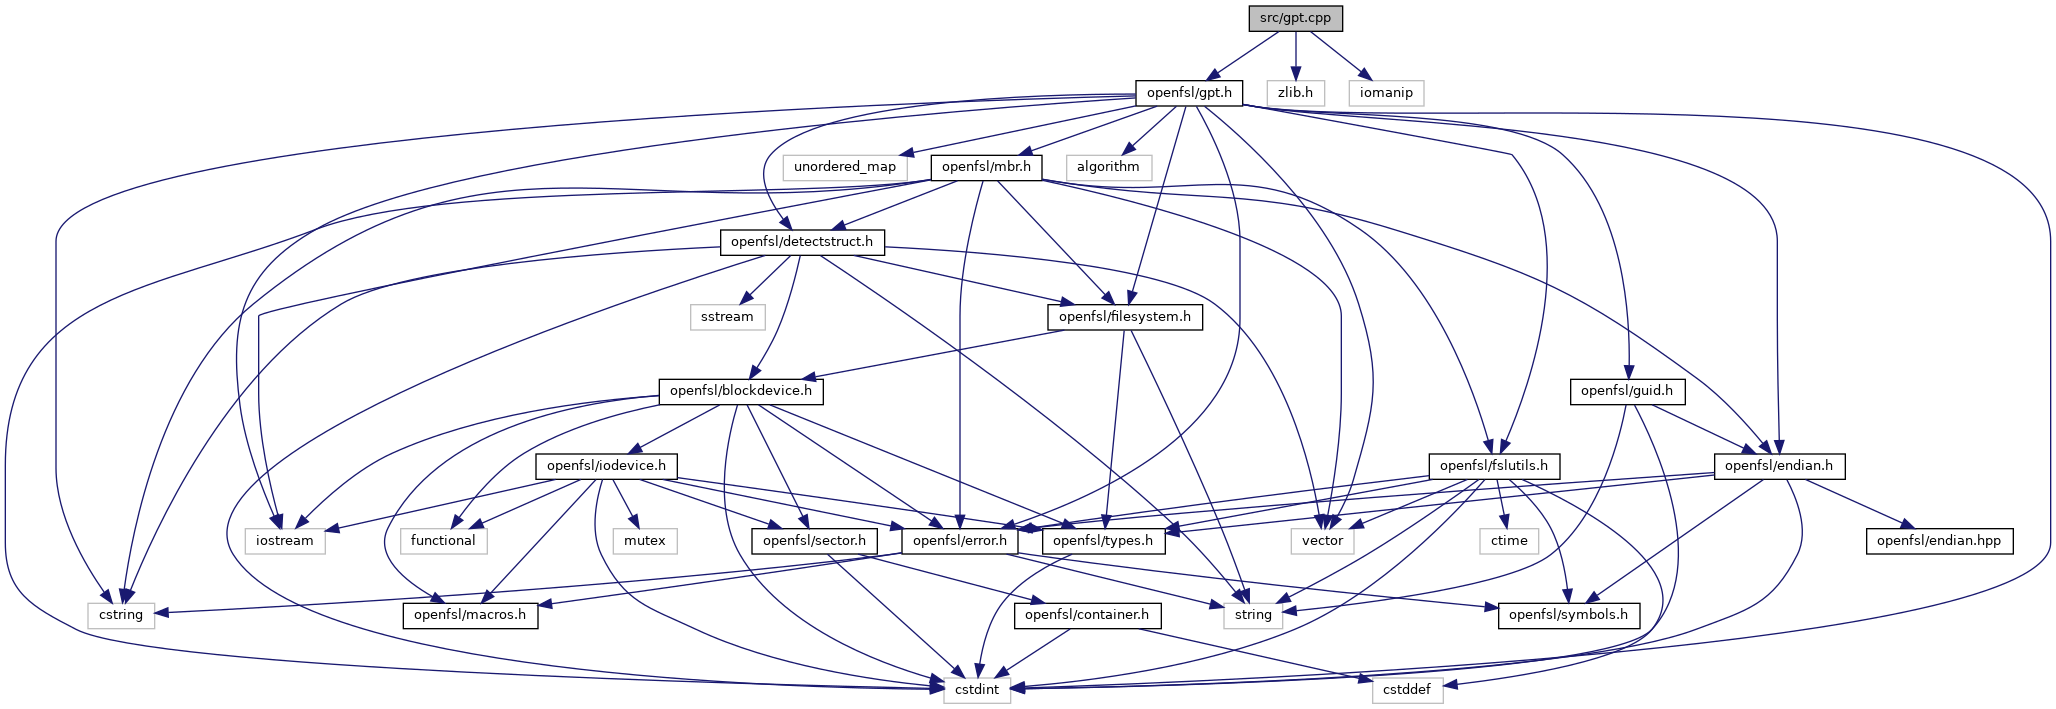 src/gpt.cpp
openfsl/gpt.h
zlib.h
iomanip
unordered_map
openfsl/mbr.h
algorithm
openfsl/detectstruct.h
sstream
openfsl/filesystem.h
openfsl/blockdevice.h
openfsl/guid.h
openfsl/iodevice.h
openfsl/fslutils.h
openfsl/endian.h
iostream
functional
mutex
openfsl/sector.h
openfsl/error.h
openfsl/types.h
vector
ctime
openfsl/endian.hpp
cstring
openfsl/macros.h
openfsl/container.h
string
openfsl/symbols.h
cstdint
cstddef